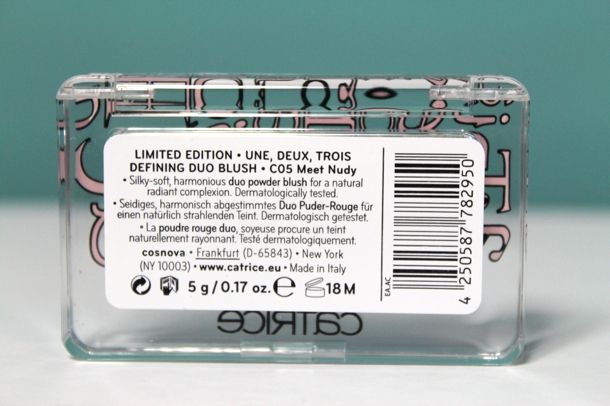 LIMITED EDITION • UNE, DEUX, TROIS
DEFINING DUO BLUSH • C05 Meet Nudy
• Silky-soft, harmonious duo powder blush for a natural
radiant complexion. Dermatologically tested.
• Seidiges, harmonisch abgestimmtes Duo Puder-Rouge für
einen natürlich strahlenden Teint. Dermatologisch getestet.
• La poudre rouge duo, soyeuse procure un teint
naturellement rayonnant. Testé dermatologiquement.
cosnova • Frankfurt (D-65843) • New York
(NY 10003) • www.catrice.eu • Made in Italy
5 g / 0.17 oz. e 18 M
EA.AC
4 250587 782950
CATRICE